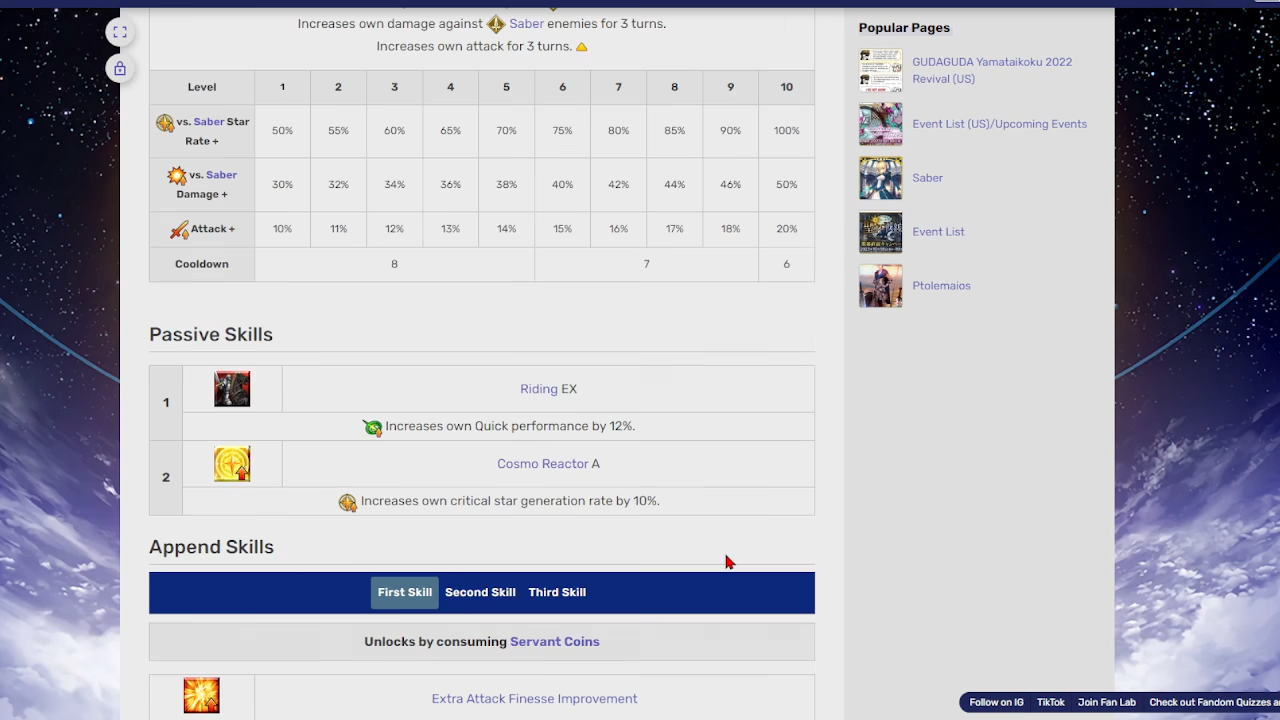 Increases own damage against Saber enemies for 3 turns.
Increases own attack for 3 turns.
Level 1 2 3 4 5 6 7 8 9 10
vs. Saber Star Rate + 50% 55% 60% 65% 70% 75% 80% 85% 90% 100%
vs. Saber Damage + 30% 32% 34% 36% 38% 40% 42% 44% 46% 50%
Attack + 10% 11% 12% 13% 14% 15% 16% 17% 18% 20%
Cooldown 8 7 6
Passive Skills
1 Riding EX
Increases own Quick performance by 12%.
2 Cosmo Reactor A
Increases own critical star generation rate by 10%.
Append Skills
First Skill Second Skill Third Skill
Unlocks by consuming Servant Coins
Extra Attack Finesse Improvement
Popular Pages
GUDAGUDA Yamataikoku 2022
Revival (US)
Event List (US)/Upcoming Events
Saber
Event List
Ptolemaios
Follow on IG TikTok Join Fan Lab Check out Fandom Quizzes